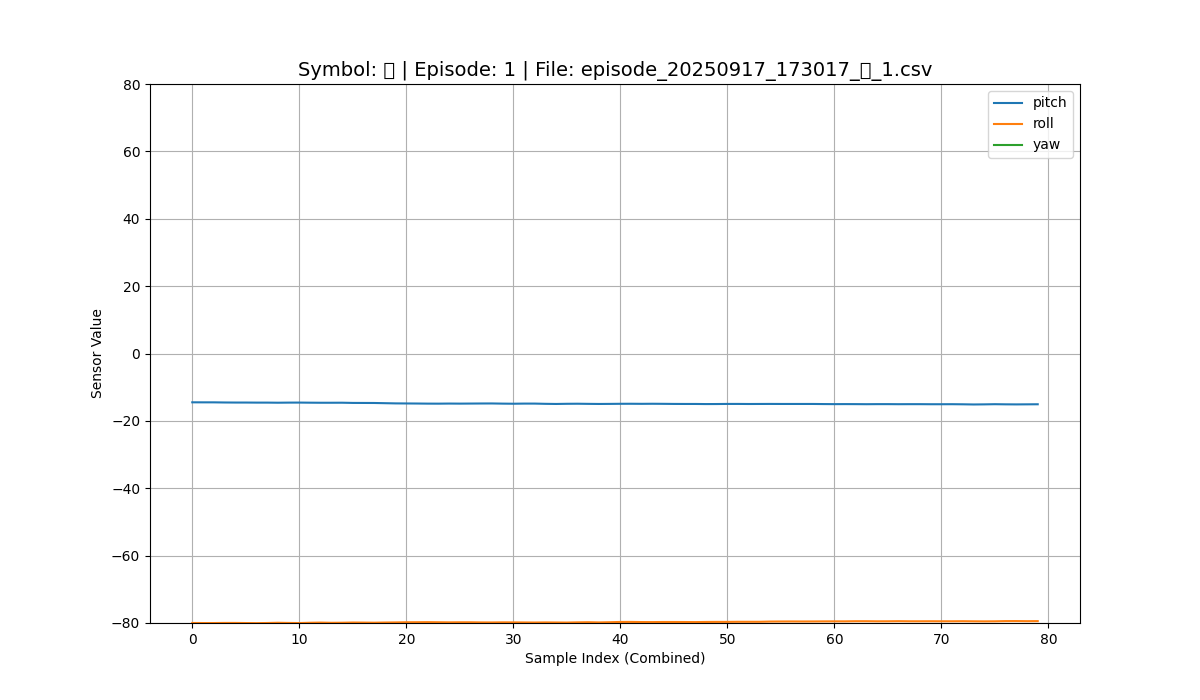 Symbol: | Episode: 1 | File: episode_20250917_173017_ _1.csv
80
60
40
20
0
−20
−40
−60
−80
Sensor Value
pitch
roll
yaw
0 10 20 30 40 50 60 70 80
Sample Index (Combined)